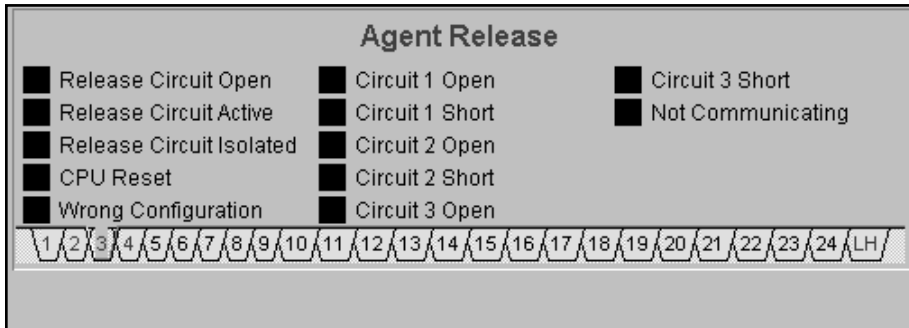 Agent Release
Release Circuit Open
Release Circuit Active
Release Circuit Isolated
CPU Reset
Wrong Configuration
Circuit 1 Open
Circuit 1 Short
Circuit 2 Open
Circuit 2 Short
Circuit 3 Open
Circuit 3 Short
Not Communicating
1 2 3 4 5 6 7 8 9 10 11 12 13 14 15 16 17 18 19 20 21 22 23 24 LH